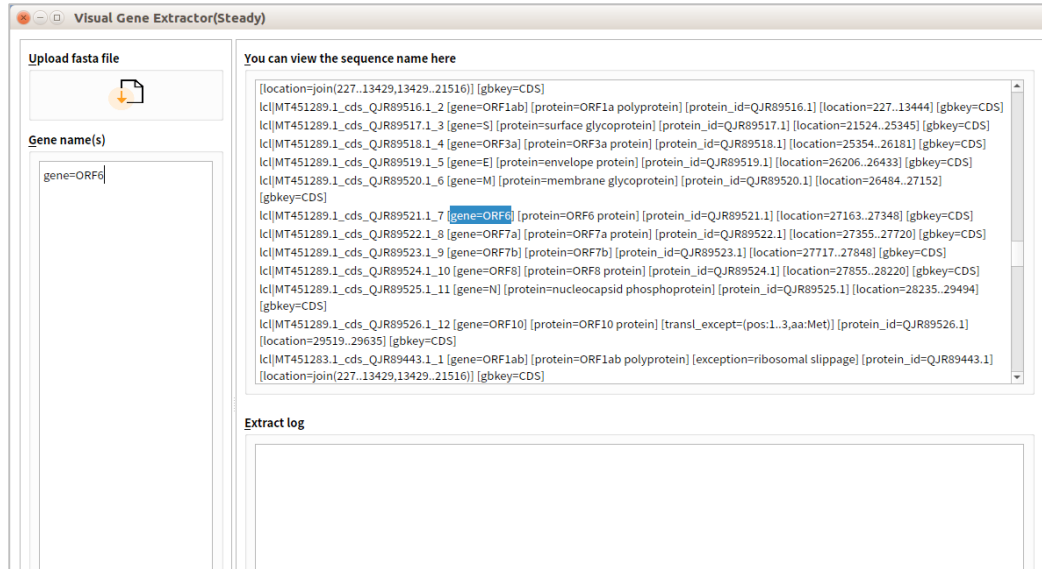 Visual Gene Extractor(Steady)
Upload fasta file
Gene name(s)
gene=ORF6
You can view the sequence name here
[location=join(227..13429,13429..21516)] [gbkey=CDS]
lcl|MT451289.1_cds_QJR89516.1_2 [gene=ORF1ab] [protein=ORF1a polyprotein] [protein_id=QJR89516.1] [location=227..13444] [gbkey=CDS]
lcl|MT451289.1_cds_QJR89517.1_3 [gene=S] [protein=surface glycoprotein] [protein_id=QJR89517.1] [location=21524..25345] [gbkey=CDS]
lcl|MT451289.1_cds_QJR89518.1_4 [gene=ORF3a] [protein=ORF3a protein] [protein_id=QJR89518.1] [location=25354..26181] [gbkey=CDS]
lcl|MT451289.1_cds_QJR89519.1_5 [gene=E] [protein=envelope protein] [protein_id=QJR89519.1] [location=26206..26433] [gbkey=CDS]
lcl|MT451289.1_cds_QJR89520.1_6 [gene=M] [protein=membrane glycoprotein] [protein_id=QJR89520.1] [location=26484..27152]
[gbkey=CDS]
lcl|MT451289.1_cds_QJR89521.1_7 [gene=ORF6] [protein=ORF6 protein] [protein_id=QJR89521.1] [location=27163..27348] [gbkey=CDS]
lcl|MT451289.1_cds_QJR89522.1_8 [gene=ORF7a] [protein=ORF7a protein] [protein_id=QJR89522.1] [location=27355..27720] [gbkey=CDS]
lcl|MT451289.1_cds_QJR89523.1_9 [gene=ORF7b] [protein=ORF7b] [protein_id=QJR89523.1] [location=27717..27848] [gbkey=CDS]
lcl|MT451289.1_cds_QJR89524.1_10 [gene=ORF8] [protein=ORF8 protein] [protein_id=QJR89524.1] [location=27855..28220] [gbkey=CDS]
lcl|MT451289.1_cds_QJR89525.1_11 [gene=N] [protein=nucleocapsid phosphoprotein] [protein_id=QJR89525.1] [location=28235..29494]
[gbkey=CDS]
lcl|MT451289.1_cds_QJR89526.1_12 [gene=ORF10] [protein=ORF10 protein] [transl_except=(pos:1..3,aa:Met)] [protein_id=QJR89526.1]
[location=29519..29635] [gbkey=CDS]
lcl|MT451283.1_cds_QJR89443.1_1 [gene=ORF1ab] [protein=ORF1ab polyprotein] [exception=ribosomal slippage] [protein_id=QJR89443.1]
[location=join(227..13429,13429..21516)] [gbkey=CDS]
Extract log